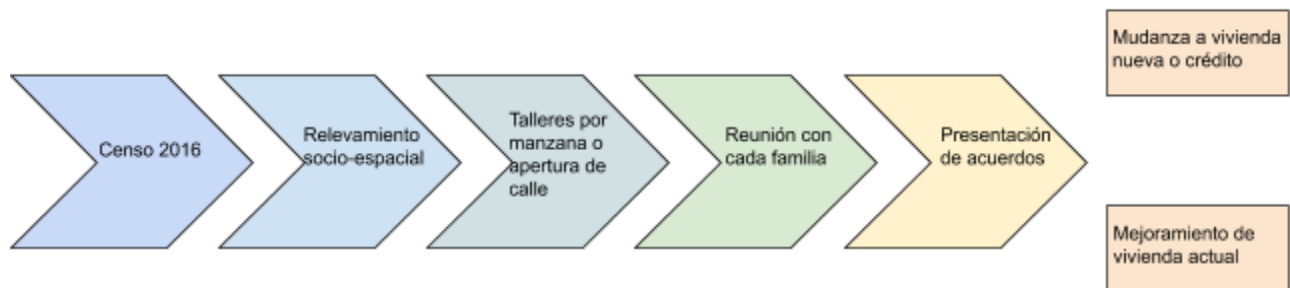 Censo 2016
Relevamiento
socio-espacial
Talleres por
manzana o
apertura de
calle
Reunión con
cada familia
Presentación
de acuerdos
Mudanza a vivienda
nueva o crédito
Mejoramiento de
vivienda actual